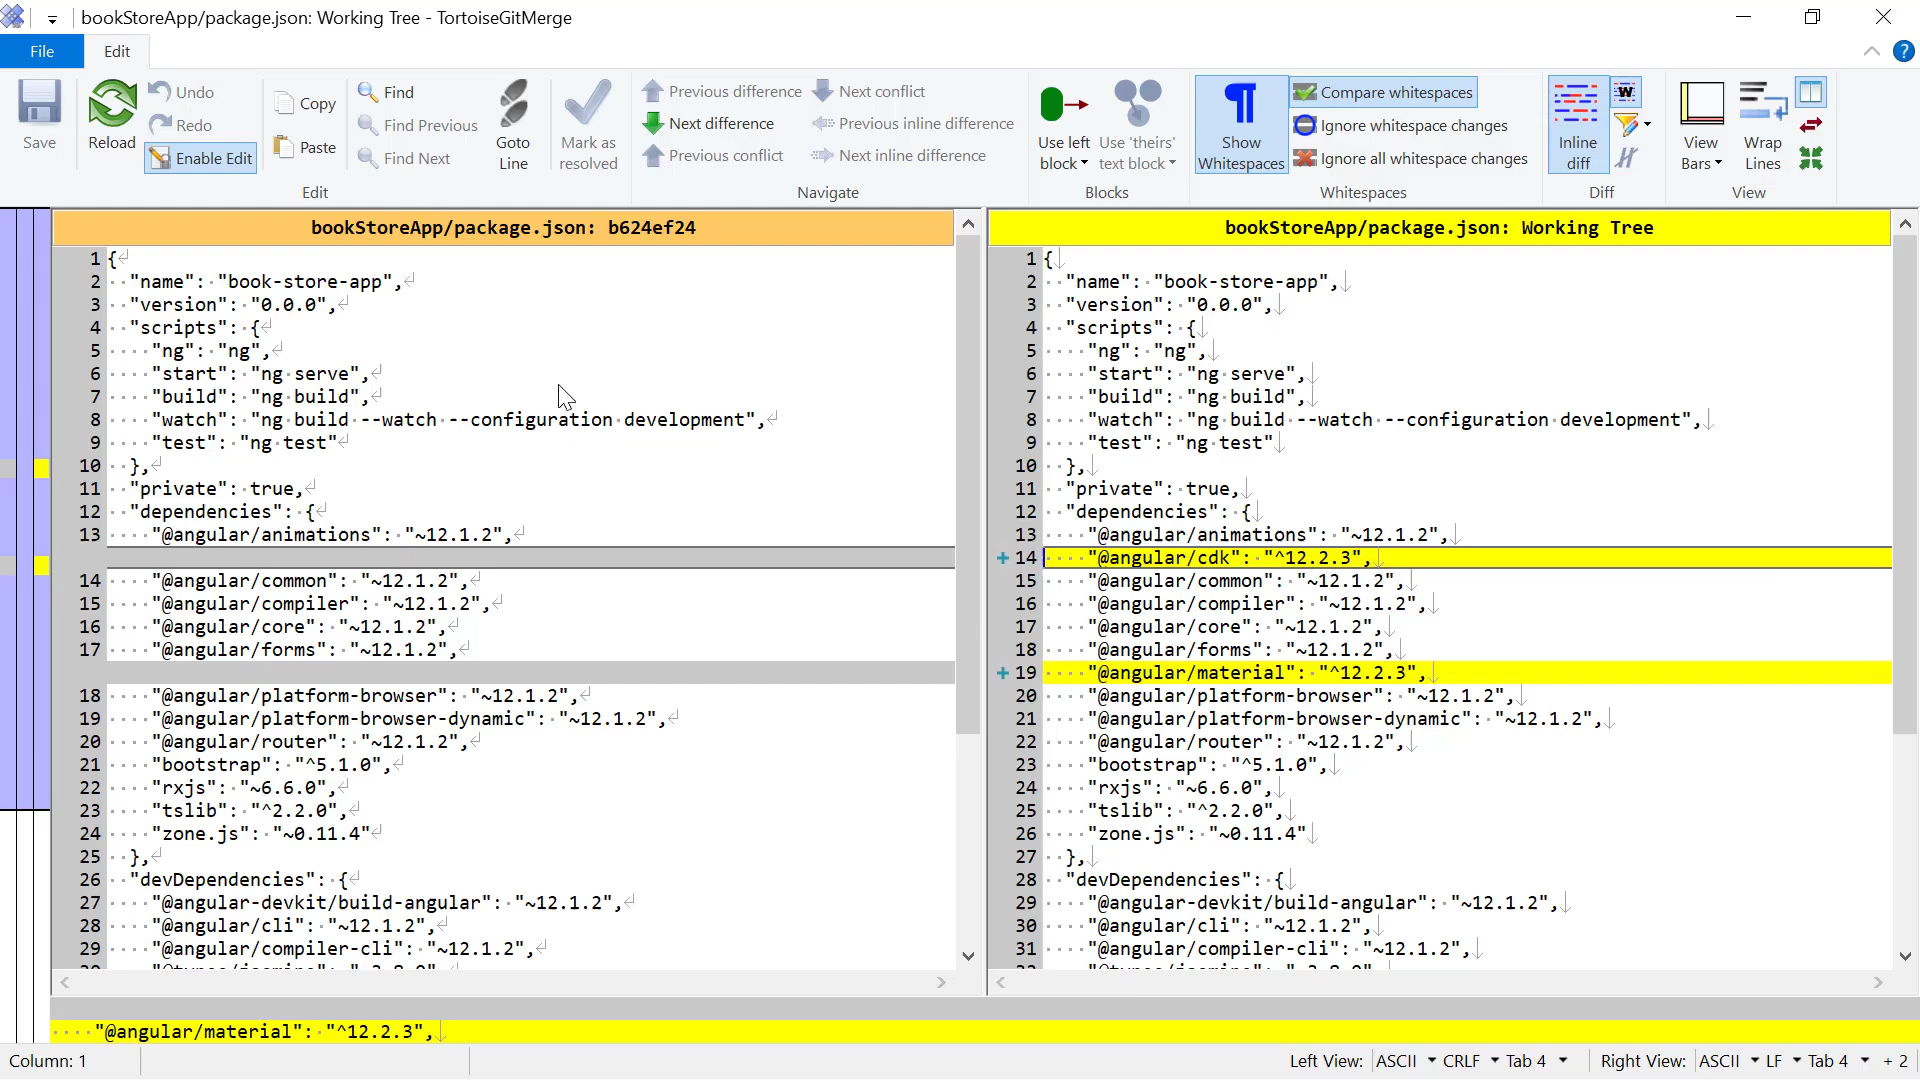 bookStoreApp/package.json: Working Tree - TortoiseGitMerge
File
Edit
Save
Reload
Undo
Redo
Enable Edit
Copy
Paste
Find
Find Previous
Find Next
Edit
Goto
Line
Mark as
resolved
Previous difference
Next difference
Previous conflict
Next conflict
Previous inline difference
Next inline difference
Navigate
Use left
block
Use 'theirs'
text block
Blocks
Show
Whitespaces
Compare whitespaces
Ignore whitespace changes
Ignore all whitespace changes
Whitespaces
Inline
diff
W
Diff
View
Bars
Wrap
Lines
View
?
bookStoreApp/package.json: b624ef24
1 {
2 "name": "book-store-app",
3 "version": "0.0.0",
4 "scripts": {
5 "ng": "ng",
6 "start": "ng serve",
7 "build": "ng build",
8 "watch": "ng build --watch --configuration development",
9 "test": "ng test"
10 },
11 "private": true,
12 "dependencies": {
13 "@angular/animations": "~12.1.2",
14 "@angular/common": "~12.1.2",
15 "@angular/compiler": "~12.1.2",
16 "@angular/core": "~12.1.2",
17 "@angular/forms": "~12.1.2",
18 "@angular/platform-browser": "~12.1.2",
19 "@angular/platform-browser-dynamic": "~12.1.2",
20 "@angular/router": "~12.1.2",
21 "bootstrap": "^5.1.0",
22 "rxjs": "~6.6.0",
23 "tslib": "^2.2.0",
24 "zone.js": "~0.11.4"
25 },
26 "devDependencies": {
27 "@angular-devkit/build-angular": "~12.1.2",
28 "@angular/cli": "~12.1.2",
29 "@angular/compiler-cli": "~12.1.2",
bookStoreApp/package.json: Working Tree
1 {
2 "name": "book-store-app",
3 "version": "0.0.0",
4 "scripts": {
5 "ng": "ng",
6 "start": "ng serve",
7 "build": "ng build",
8 "watch": "ng build --watch --configuration development",
9 "test": "ng test"
10 },
11 "private": true,
12 "dependencies": {
13 "@angular/animations": "~12.1.2",
14 "@angular/cdk": "^12.2.3",
15 "@angular/common": "~12.1.2",
16 "@angular/compiler": "~12.1.2",
17 "@angular/core": "~12.1.2",
18 "@angular/forms": "~12.1.2",
19 "@angular/material": "^12.2.3",
20 "@angular/platform-browser": "~12.1.2",
21 "@angular/platform-browser-dynamic": "~12.1.2",
22 "@angular/router": "~12.1.2",
23 "bootstrap": "^5.1.0",
24 "rxjs": "~6.6.0",
25 "tslib": "^2.2.0",
26 "zone.js": "~0.11.4"
27 },
28 "devDependencies": {
29 "@angular-devkit/build-angular": "~12.1.2",
30 "@angular/cli": "~12.1.2",
31 "@angular/compiler-cli": "~12.1.2",
"@angular/material": "^12.2.3",
Column: 1
Left View: ASCII CRLF Tab 4
Right View: ASCII LF Tab 4 + 2